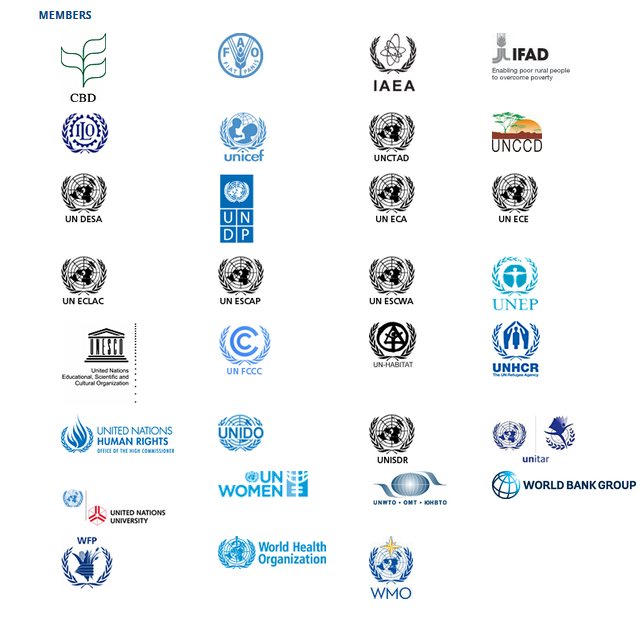 MEMBERS
CBD
F A O
FIAT PANIS
IAEA
JLIFAD
Enabling poor rural people
to overcome poverty
ILO
unicef
UNCTAD
UNCCD
UN DESA
UN
DP
UN ECA
UN ECE
UN ECLAC
UN ESCAP
UN ESCWA
UNEP
UNESCO
United Nations
Educational, Scientific and
Cultural Organization
UN FCCC
UN-HABITAT
UNHCR
The UN Refugee Agency
UNITED NATIONS
HUMAN RIGHTS
OFFICE OF THE HIGH COMMISSIONER
UNIDO
UNISDR
unitar
UNITED NATIONS
UNIVERSITY
UN
WOMEN
UNWTO • OMT • ЮНВТО
WORLD BANK GROUP
WFP
World Health
Organization
WMO